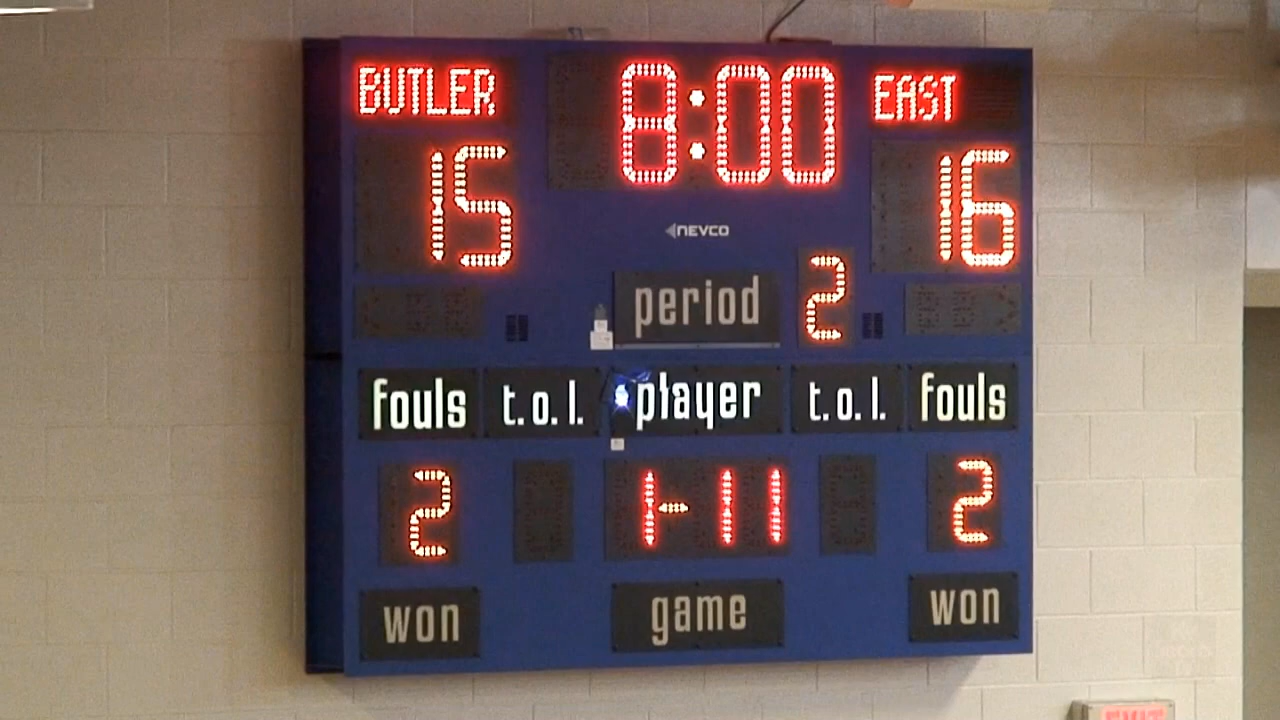 BUTLER 8:00 EAST
15 16
NEVCO
period 2
fouls t.o.l. player t.o.l. fouls
2 1- 11 2
won game won